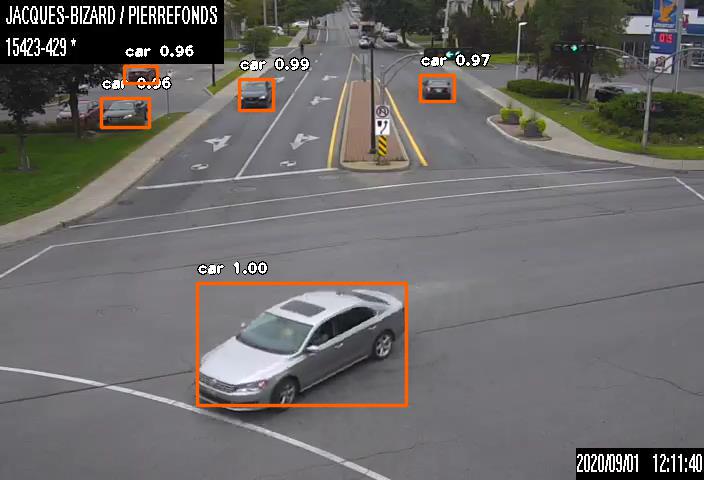 JACQUES-BIZARD / PIERREFONDS
15423-429 *
car 0.96
car 0.99
car 0.97
car 0.96
car 1.00
2020/09/01 12:11:40